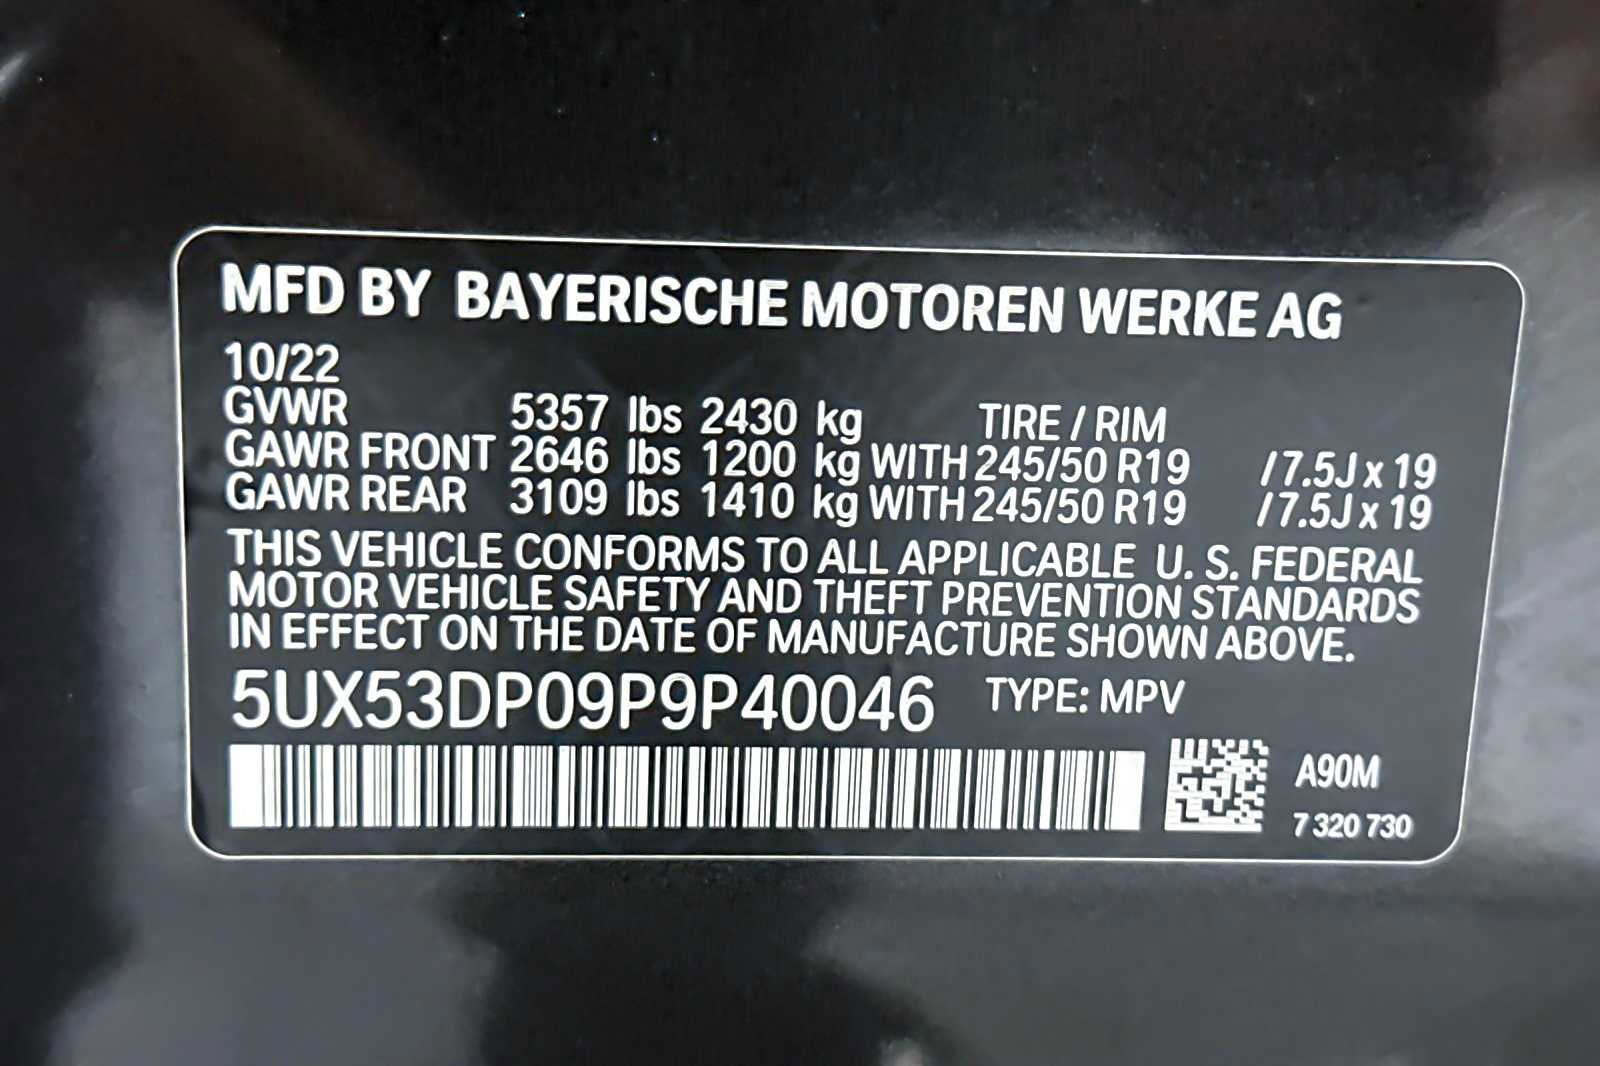 MFD BY BAYERISCHE MOTOREN WERKE AG
10/22
GVWR 5357 lbs 2430 kg TIRE / RIM
GAWR FRONT 2646 lbs 1200 kg WITH 245/50 R19 /7.5J x 19
GAWR REAR 3109 lbs 1410 kg WITH 245/50 R19 /7.5J x 19
THIS VEHICLE CONFORMS TO ALL APPLICABLE U. S. FEDERAL
MOTOR VEHICLE SAFETY AND THEFT PREVENTION STANDARDS
IN EFFECT ON THE DATE OF MANUFACTURE SHOWN ABOVE.
5UX53DP09P9P40046 TYPE: MPV
A90M
7 320 730